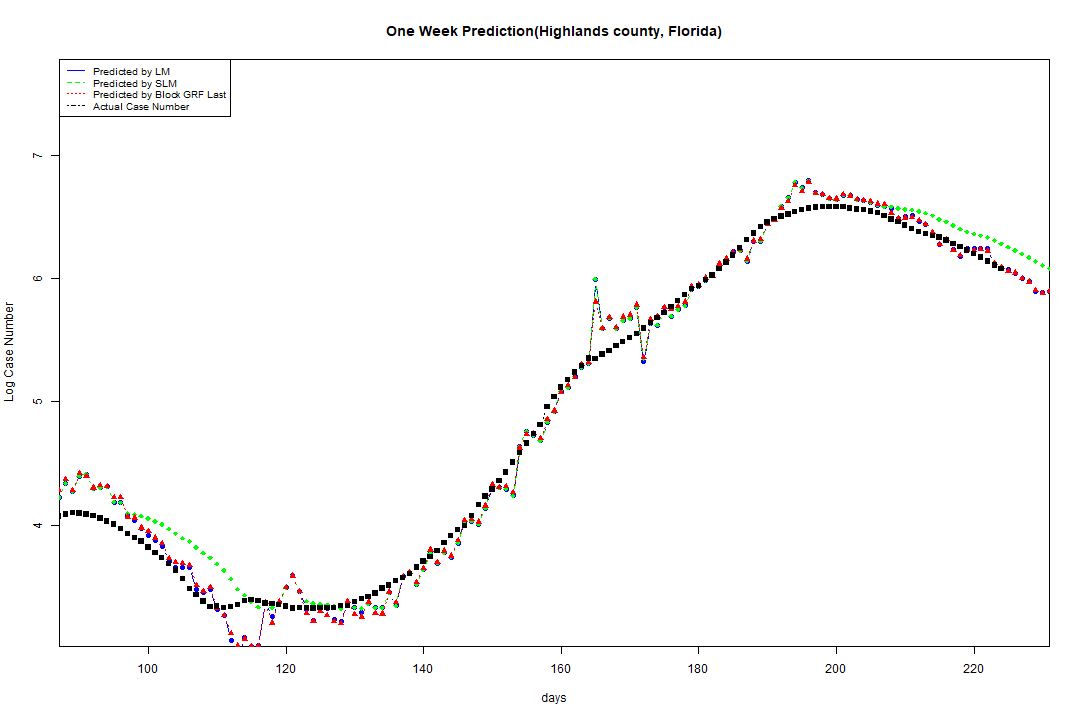 One Week Prediction(Highlands county, Florida)
Predicted by LM
Predicted by SLM
Predicted by Block GRF Last
Actual Case Number
7
6
5
4
Log Case Number
100 120 140 160 180 200 220
days